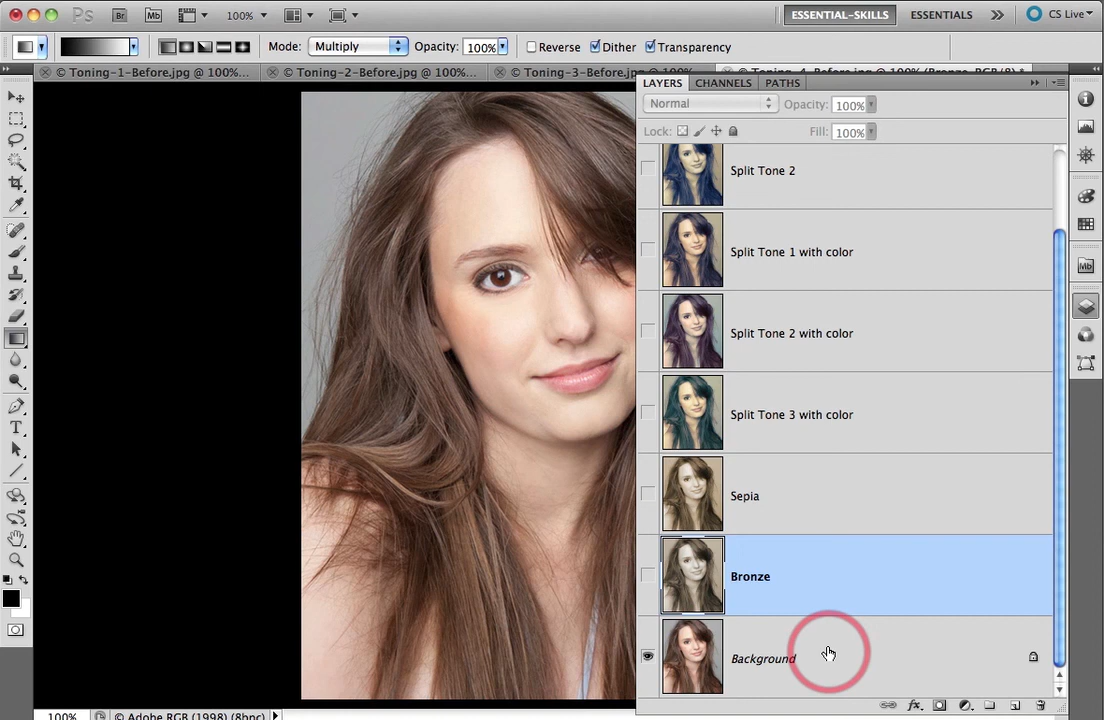 Ps Br Mb 100% ESSENTIAL-SKILLS ESSENTIALS CS Live
Mode: Multiply Opacity: 100% Reverse Dither Transparency
© Toning-1-Before.jpg @ 100%... © Toning-2-Before.jpg @ 100%... © Toning-3-Before.jpg @ 100%... © Toning-4-Before.jpg @ 100% (Bronze, RGB/8) *
LAYERS CHANNELS PATHS
Normal Opacity: 100%
Lock: Fill: 100%
Split Tone 2
Split Tone 1 with color
Mb
Split Tone 2 with color
Split Tone 3 with color
T
Sepia
Bronze
Background
fx
100% © Adobe RGB (1998) (8bpc)